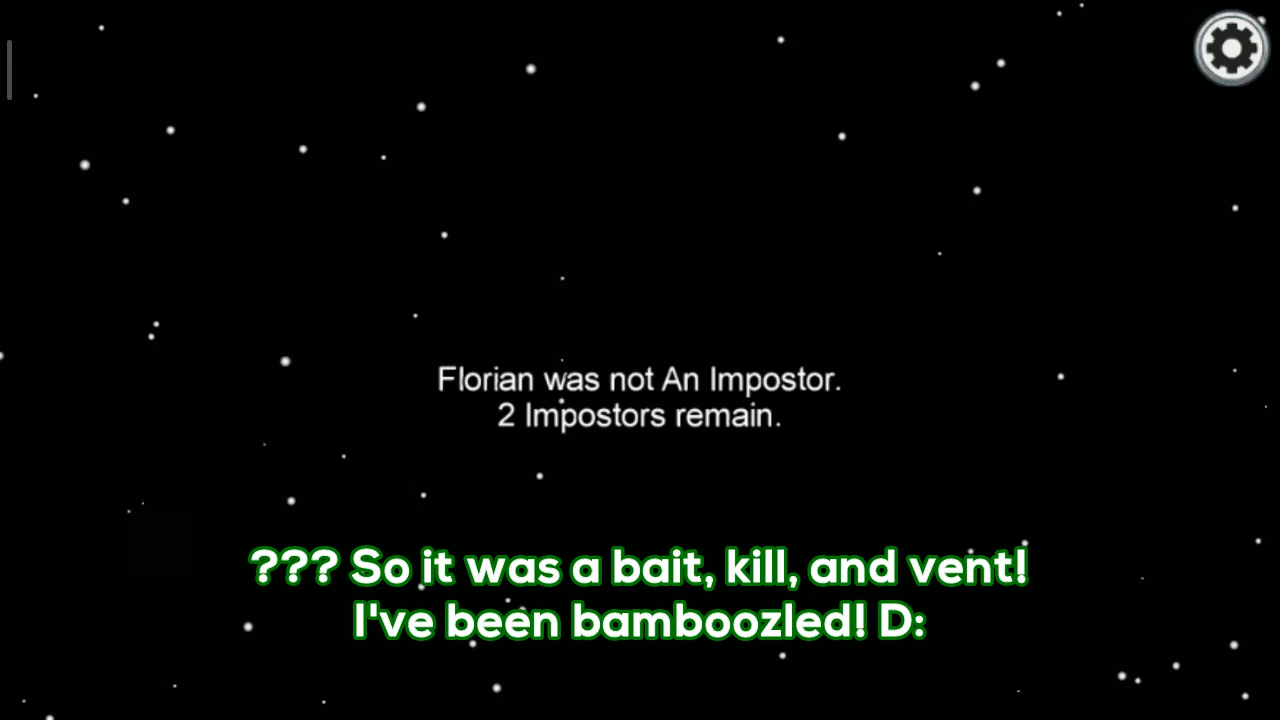 Florian was not An Impostor.
2 Impostors remain.
??? So it was a bait, kill, and vent!
I've been bamboozled! D: